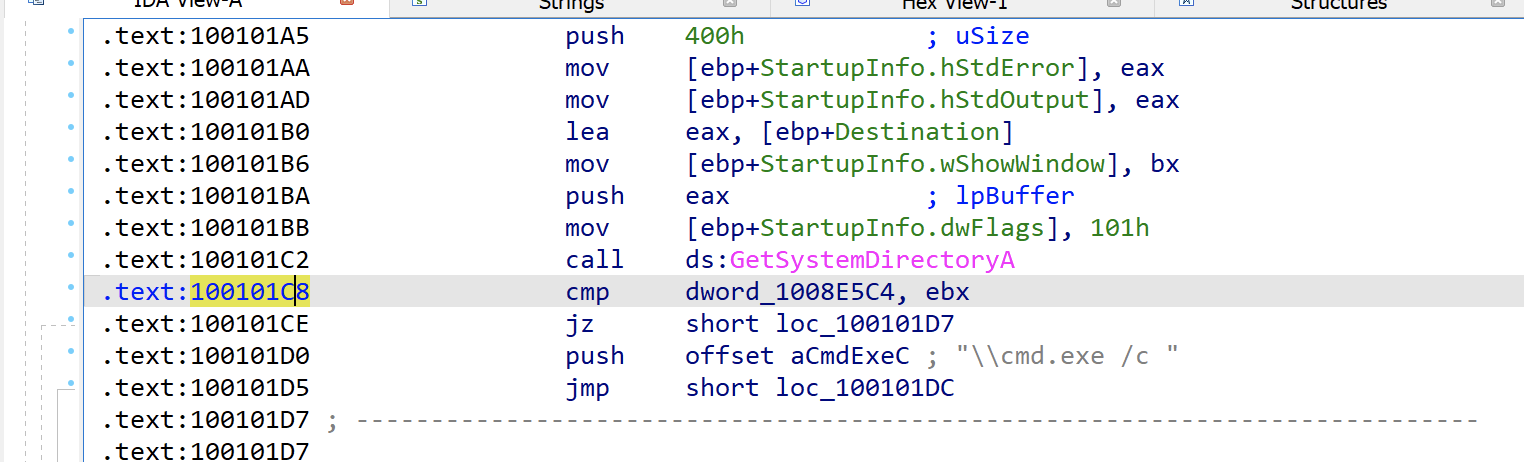 IDA View-A Strings Hex View-1 Structures
.text:100101A5 push 400h ; uSize
.text:100101AA mov [ebp+StartupInfo.hStdError], eax
.text:100101AD mov [ebp+StartupInfo.hStdOutput], eax
.text:100101B0 lea eax, [ebp+Destination]
.text:100101B6 mov [ebp+StartupInfo.wShowWindow], bx
.text:100101BA push eax ; lpBuffer
.text:100101BB mov [ebp+StartupInfo.dwFlags], 101h
.text:100101C2 call ds:GetSystemDirectoryA
.text:100101C8 cmp dword_1008E5C4, ebx
.text:100101CE jz short loc_100101D7
.text:100101D0 push offset aCmdExeC ; "\\cmd.exe /c "
.text:100101D5 jmp short loc_100101DC
.text:100101D7 ; ---------------------------------------------------------------------------
.text:100101D7